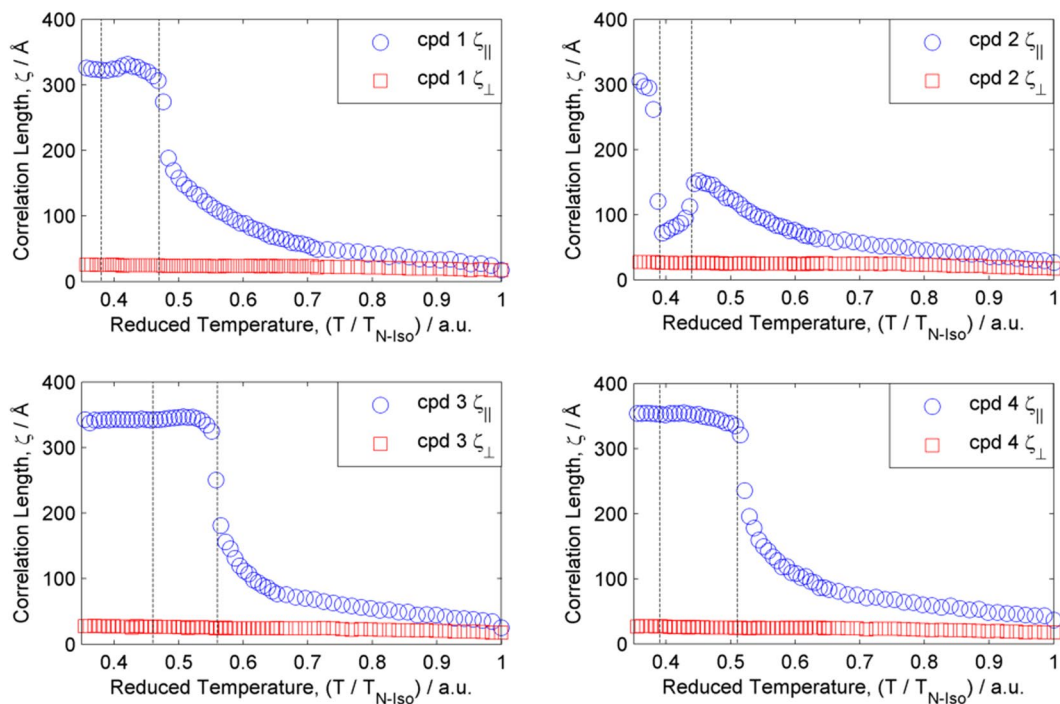 400
300
200
100
0
Correlation Length, ζ / Å
cpd 1 ζ||
cpd 1 ζ⊥
0.4 0.5 0.6 0.7 0.8 0.9 1
Reduced Temperature, (T / T_N-Iso) / a.u.
400
300
200
100
0
Correlation Length, ζ / Å
cpd 2 ζ||
cpd 2 ζ⊥
0.4 0.5 0.6 0.7 0.8 0.9 1
Reduced Temperature, (T / T_N-Iso) / a.u.
400
300
200
100
0
Correlation Length, ζ / Å
cpd 3 ζ||
cpd 3 ζ⊥
0.4 0.5 0.6 0.7 0.8 0.9 1
Reduced Temperature, (T / T_N-Iso) / a.u.
400
300
200
100
0
Correlation Length, ζ / Å
cpd 4 ζ||
cpd 4 ζ⊥
0.4 0.5 0.6 0.7 0.8 0.9 1
Reduced Temperature, (T / T_N-Iso) / a.u.